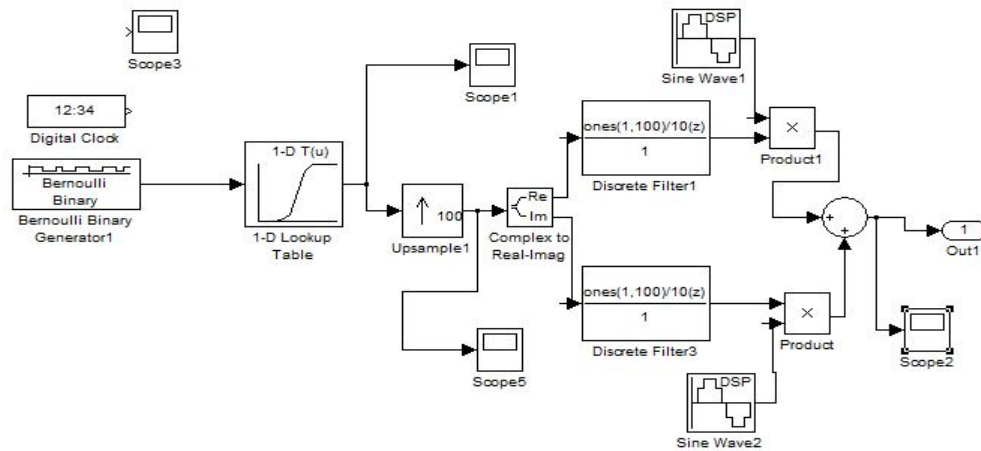 Scope3
12:34
Digital Clock
Bernoulli
Binary
Bernoulli Binary
Generator1
1-D T(u)
1-D Lookup
Table
Scope1
100
Upsample1
Re
Im
Complex to
Real-Imag
Scope5
DSP
Sine Wave1
ones(1,100)/10(z)
1
Discrete Filter1
×
Product1
ones(1,100)/10(z)
1
Discrete Filter3
×
Product
DSP
Sine Wave2
+
+
1
Out1
Scope2